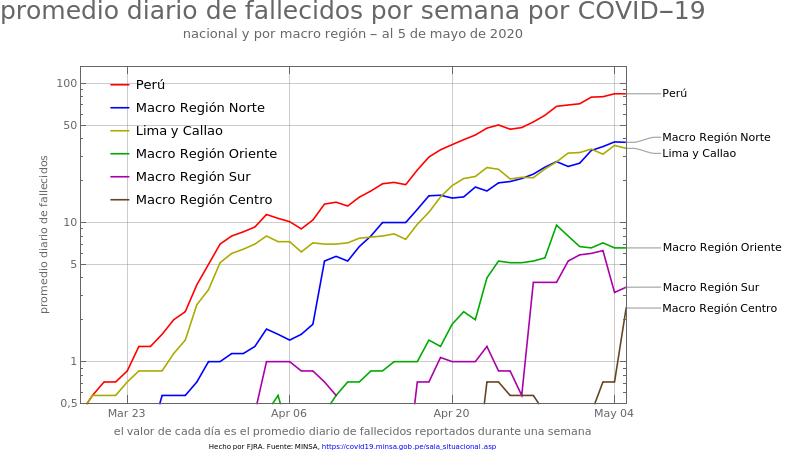 promedio diario de fallecidos por semana por COVID–19
nacional y por macro región – al 5 de mayo de 2020
promedio diario de fallecidos
100
50
10
5
1
0,5
Perú
Macro Región Norte
Lima y Callao
Macro Región Oriente
Macro Región Sur
Macro Región Centro
Perú
Macro Región Norte
Lima y Callao
Macro Región Oriente
Macro Región Sur
Macro Región Centro
Mar 23 Apr 06 Apr 20 May 04
el valor de cada día es el promedio diario de fallecidos reportados durante una semana
Hecho por FJRA. Fuente: MINSA, https://covid19.minsa.gob.pe/sala_situacional.asp